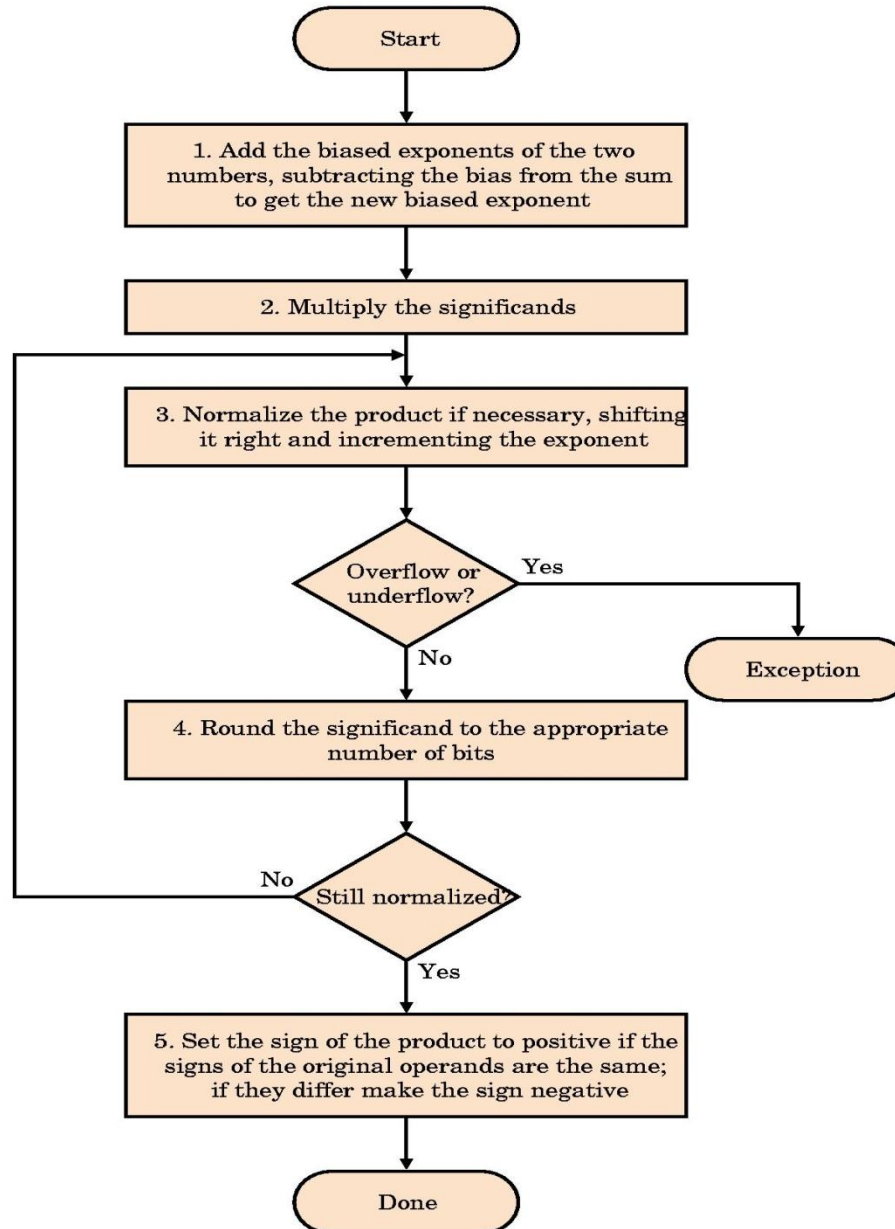 Start
1. Add the biased exponents of the two
numbers, subtracting the bias from the sum
to get the new biased exponent
2. Multiply the significands
3. Normalize the product if necessary, shifting
it right and incrementing the exponent
Overflow or
underflow?
Yes
No
Exception
4. Round the significand to the appropriate
number of bits
No
Still normalized?
Yes
5. Set the sign of the product to positive if the
signs of the original operands are the same;
if they differ make the sign negative
Done